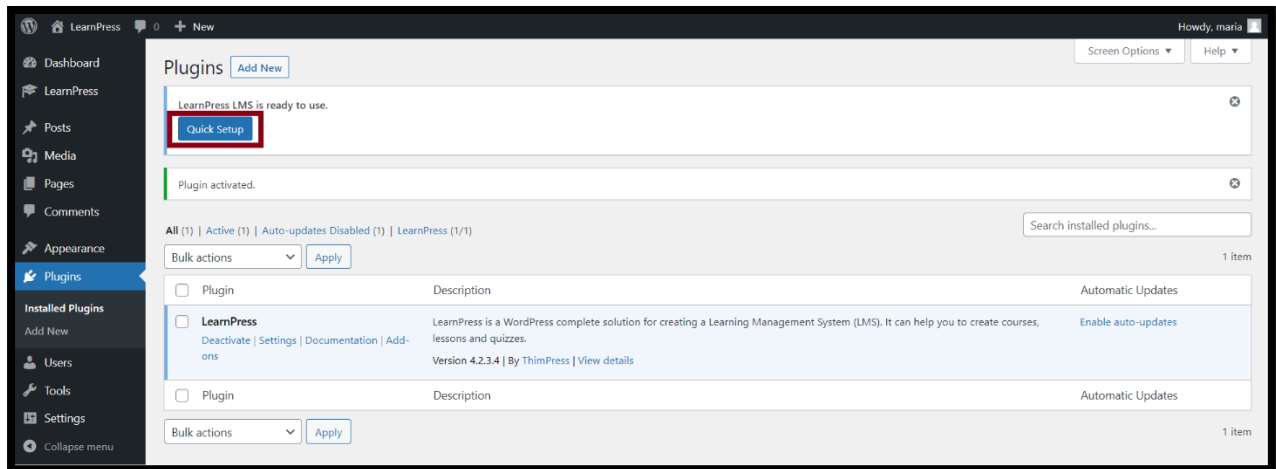 LearnPress 0 + New Howdy, maria
Screen Options ▼ Help ▼
Dashboard
LearnPress
Posts
Media
Pages
Comments
Appearance
Plugins
Installed Plugins
Add New
Users
Tools
Settings
Collapse menu
Plugins Add New
LearnPress LMS is ready to use.
Quick Setup
Plugin activated.
All (1) | Active (1) | Auto-updates Disabled (1) | LearnPress (1/1)
Search installed plugins...
Bulk actions Apply 1 item
Plugin Description Automatic Updates
LearnPress
Deactivate | Settings | Documentation | Add-
ons
LearnPress is a WordPress complete solution for creating a Learning Management System (LMS). It can help you to create courses,
lessons and quizzes.
Version 4.2.3.4 | By ThimPress | View details
Enable auto-updates
Plugin Description Automatic Updates
Bulk actions Apply 1 item